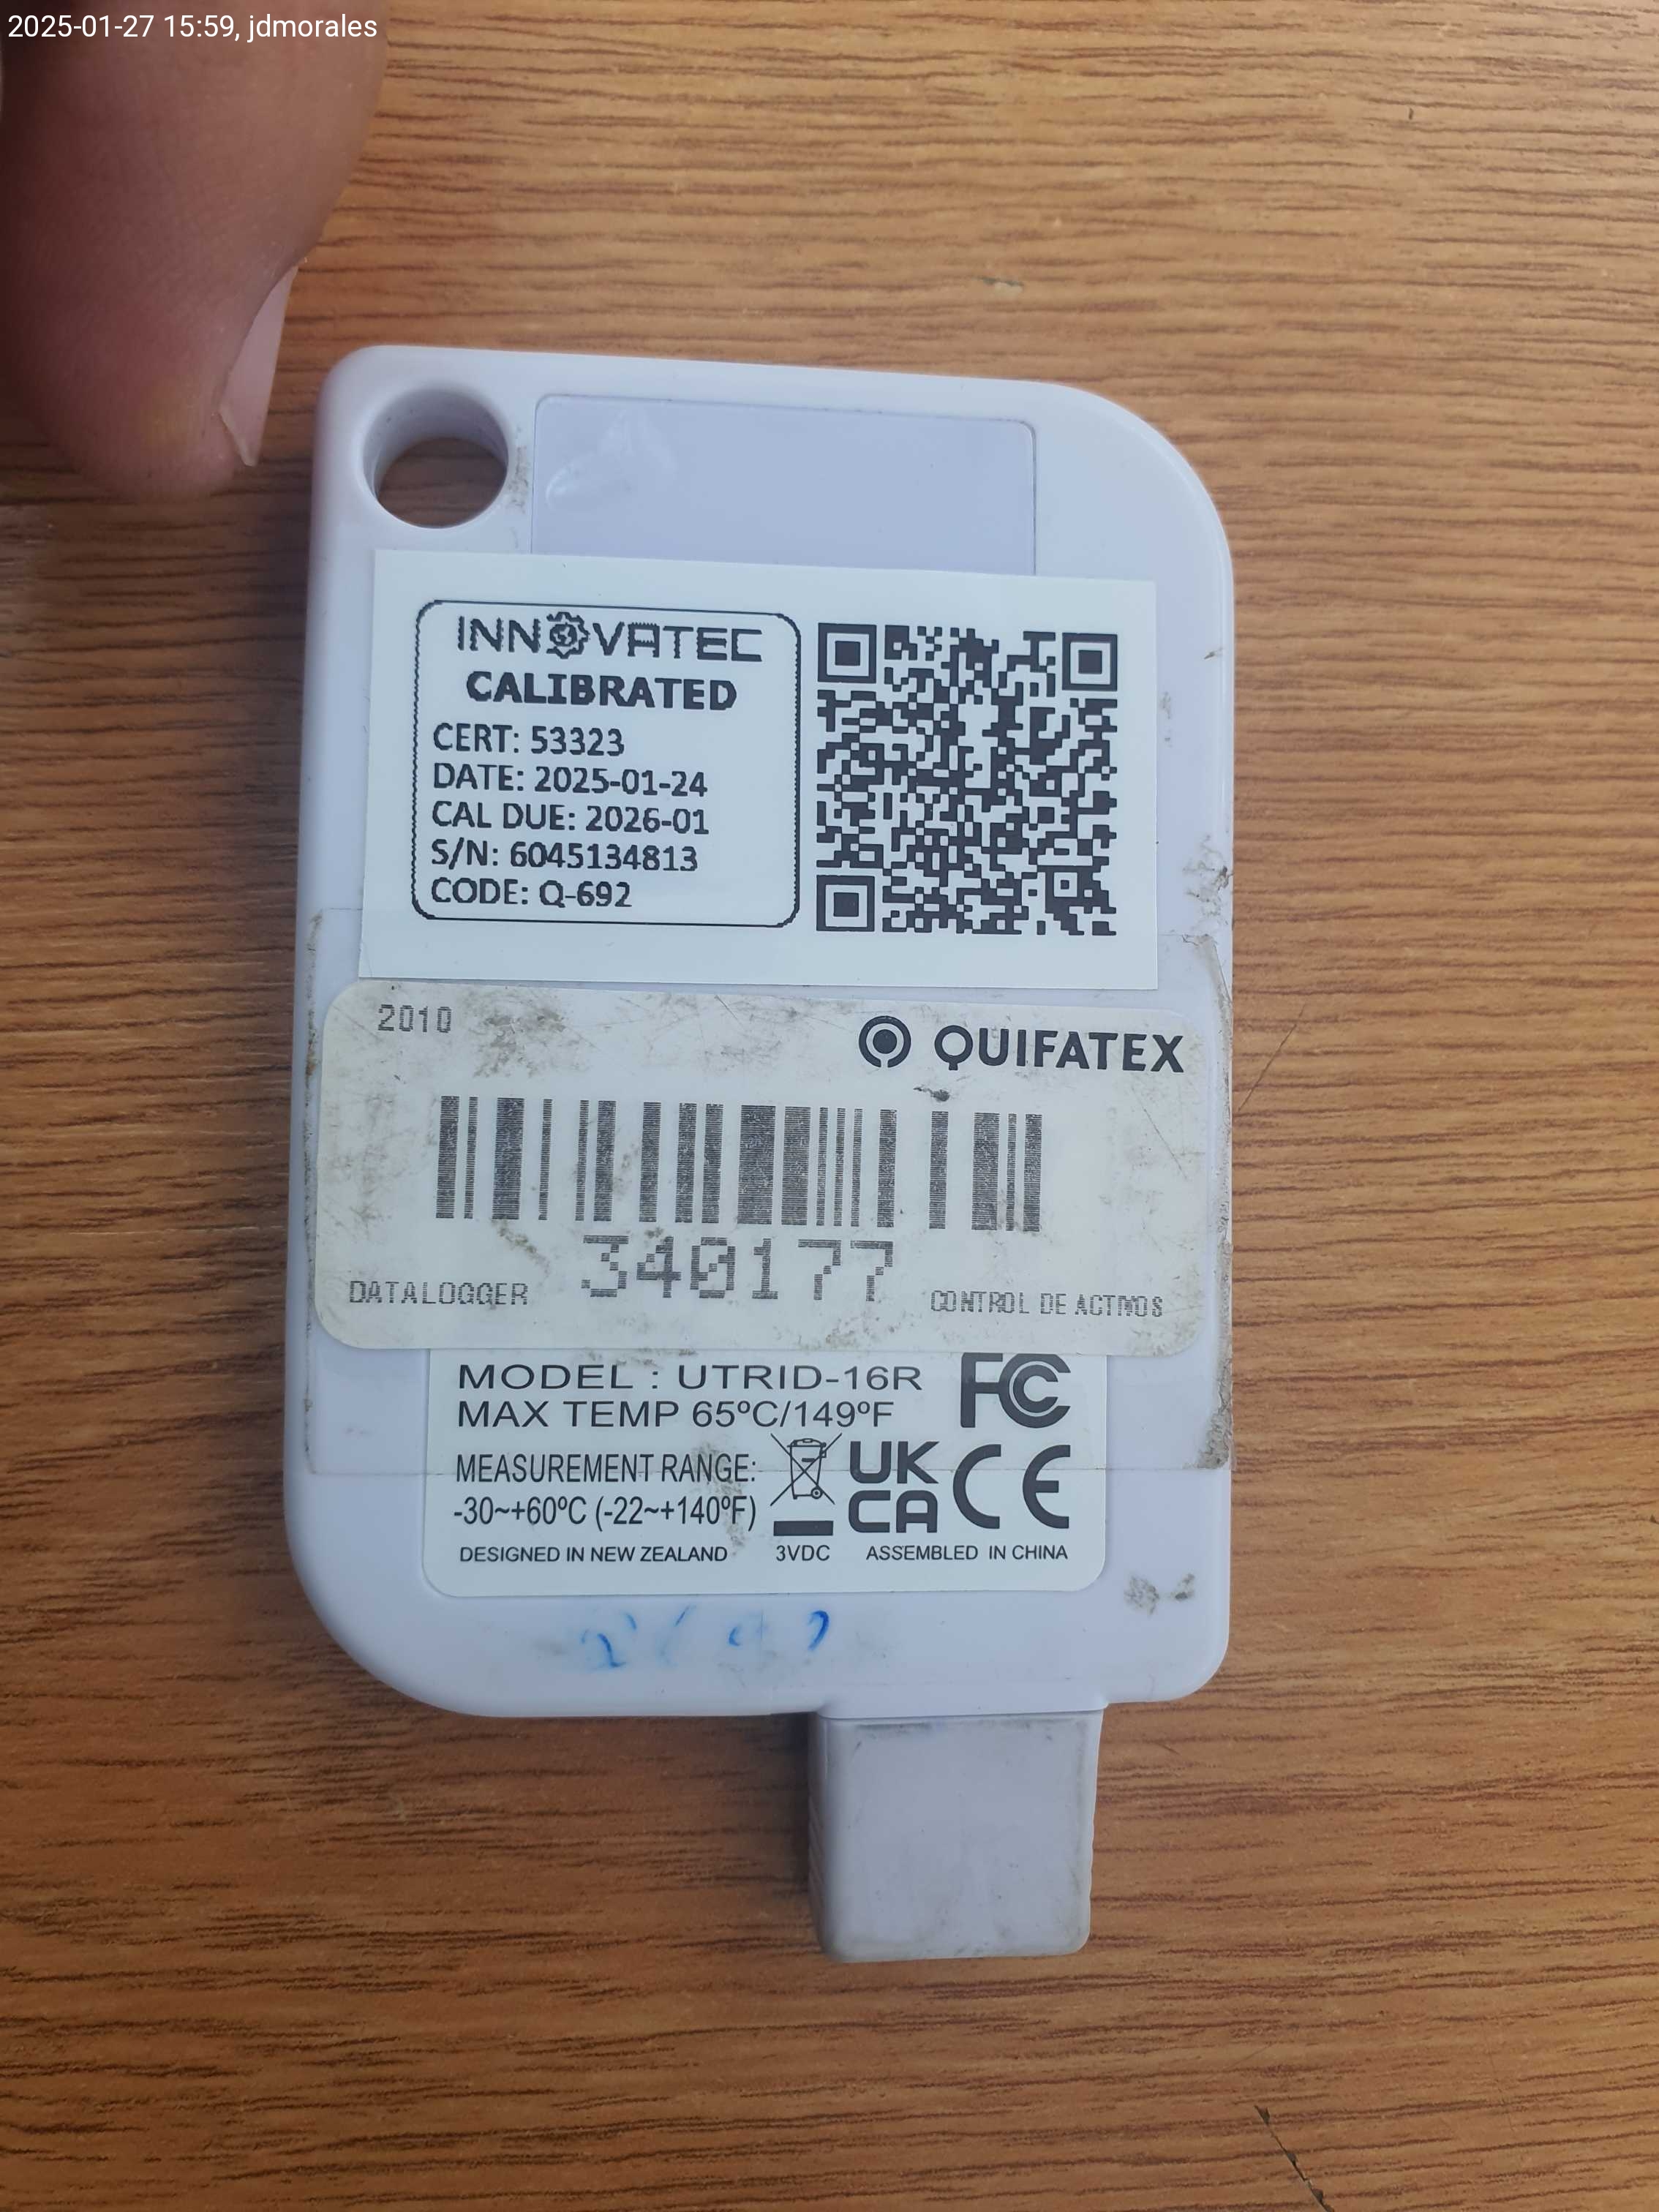 2025-01-27 15:59, jdmorales
INNOVATEC
CALIBRATED
CERT: 53323
DATE: 2025-01-24
CAL DUE: 2026-01
S/N: 6045134813
CODE: Q-692
2010
QUIFATEX
340177
DATALOGGER
CONTROL DE ACTIVOS
MODEL : UTRID-16R
FC
MAX TEMP 65ºC/149ºF
MEASUREMENT RANGE:
-30~+60ºC (-22~+140ºF)
UK
CA
CE
DESIGNED IN NEW ZEALAND
3VDC
ASSEMBLED IN CHINA